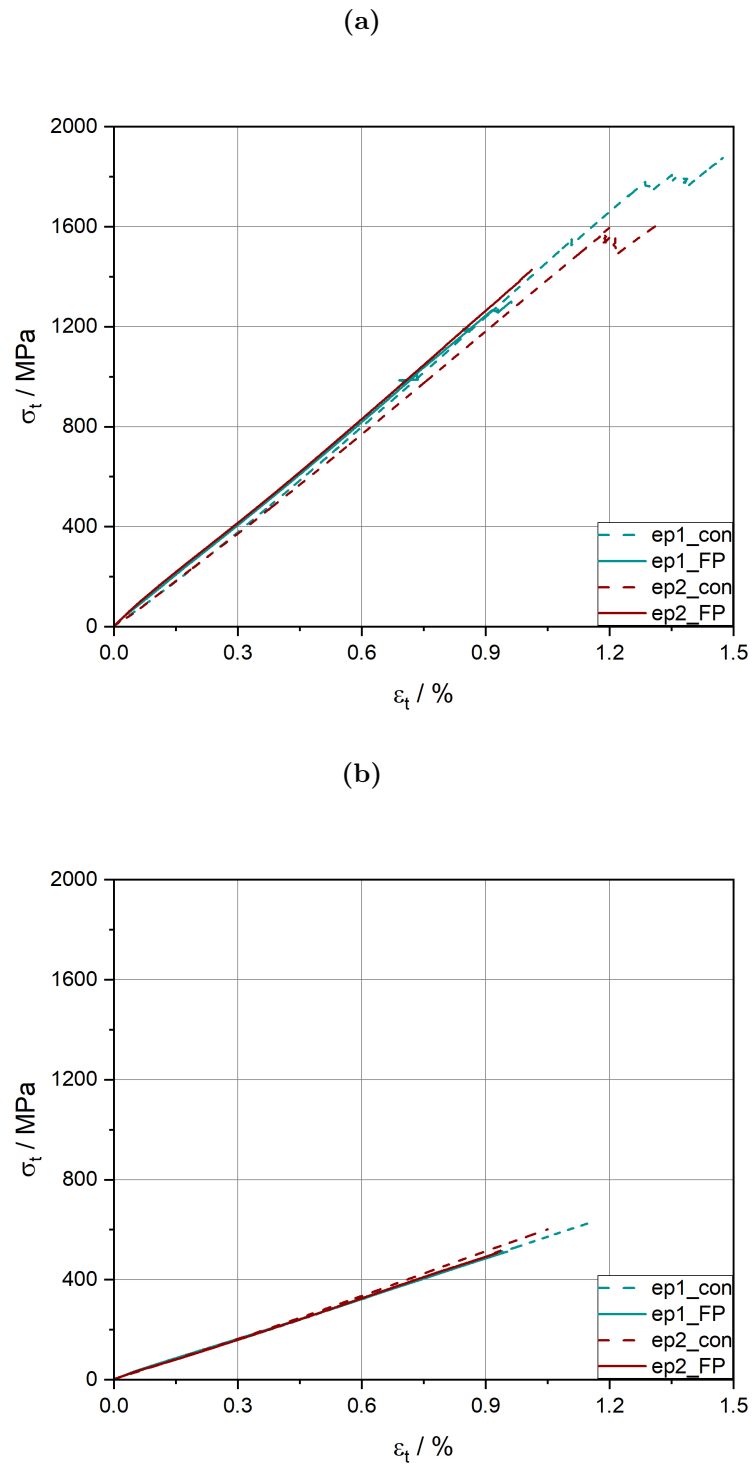 (a)
2000
1600
1200
800
400
0
σt / MPa
0.0 0.3 0.6 0.9 1.2 1.5
εt / %
ep1_con
ep1_FP
ep2_con
ep2_FP
(b)
2000
1600
1200
800
400
0
σt / MPa
0.0 0.3 0.6 0.9 1.2 1.5
εt / %
ep1_con
ep1_FP
ep2_con
ep2_FP